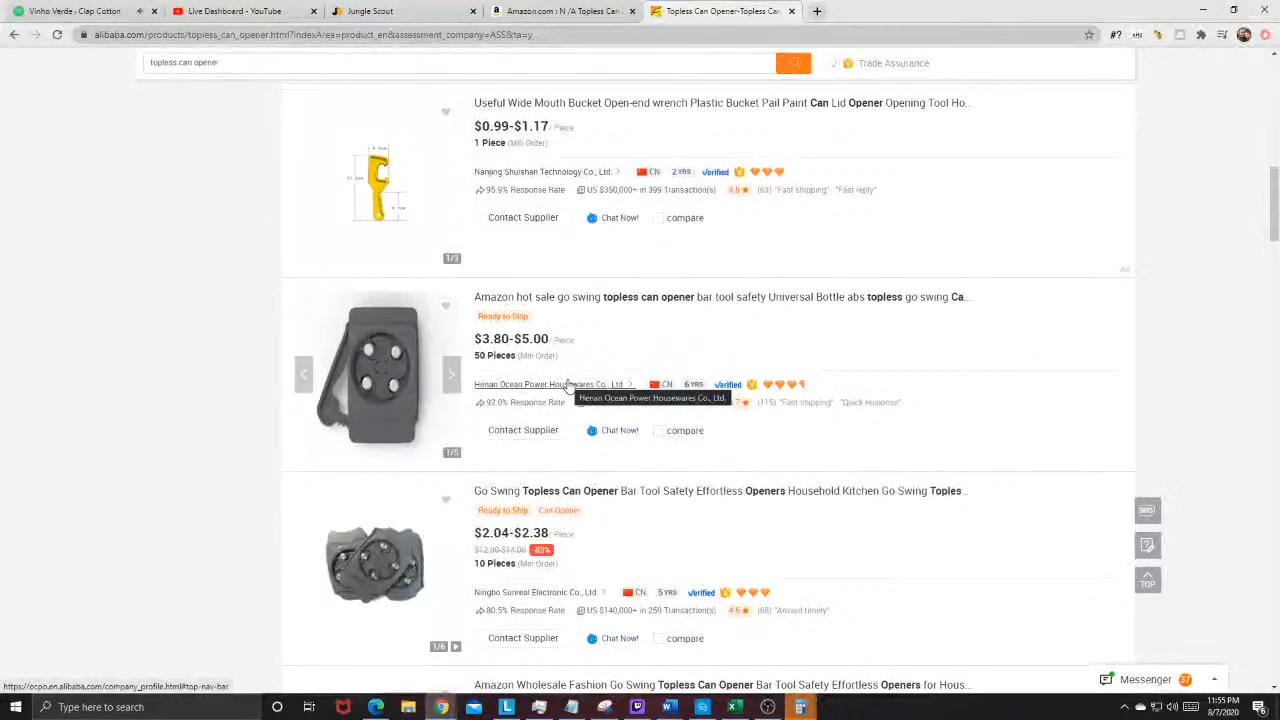 Vinho Verde - Clap Cotton
Live Dashboard - YouTube
Jungle Scout
Amazon.com : N/A Topless Can
Topless Can Opener-Topless Can
alibaba.com/products/topless_can_opener.html?IndexArea=product_en&assessment_company=ASS&ta=y
topless can opener
Trade Assurance
Useful Wide Mouth Bucket Open-end wrench Plastic Bucket Pail Paint Can Lid Opener Opening Tool Ho...
$0.99-$1.17 / Piece
1 Piece (Min Order)
Nanjing Shuishan Technology Co., Ltd. > CN 2 YRS Verified
95.9% Response Rate US $350,000+ in 399 Transaction(s) 4.8 (63) "Fast shipping" "Fast reply"
Contact Supplier Chat Now! compare
1/3
Ad
Amazon hot sale go swing topless can opener bar tool safety Universal Bottle abs topless go swing Ca...
Ready to Ship
$3.80-$5.00 / Piece
50 Pieces (Min Order)
Henan Ocean Power Housewares Co., Ltd. > CN 6 YRS Verified
Henan Ocean Power Housewares Co., Ltd.
92.0% Response Rate (115) "Fast shipping" "Quick response"
Contact Supplier Chat Now! compare
1/5
Go Swing Topless Can Opener Bar Tool Safety Effortless Openers Household Kitchen Go Swing Toples...
Ready to Ship Can Opener
$2.04-$2.38 / Piece
$12.00-$14.00 -83%
10 Pieces (Min Order)
Ningbo Sunreal Electronic Co., Ltd. > CN 5 YRS Verified
80.5% Response Rate US $140,000+ in 259 Transaction(s) 4.6 (68) "Arrived timely"
Contact Supplier Chat Now! compare
1/6
TOP
Amazon Wholesale Fashion Go Swing Topless Can Opener Bar Tool Safety Effortless Openers for Hous...
Messenger 37
Type here to search
11:55 PM
8/7/2020